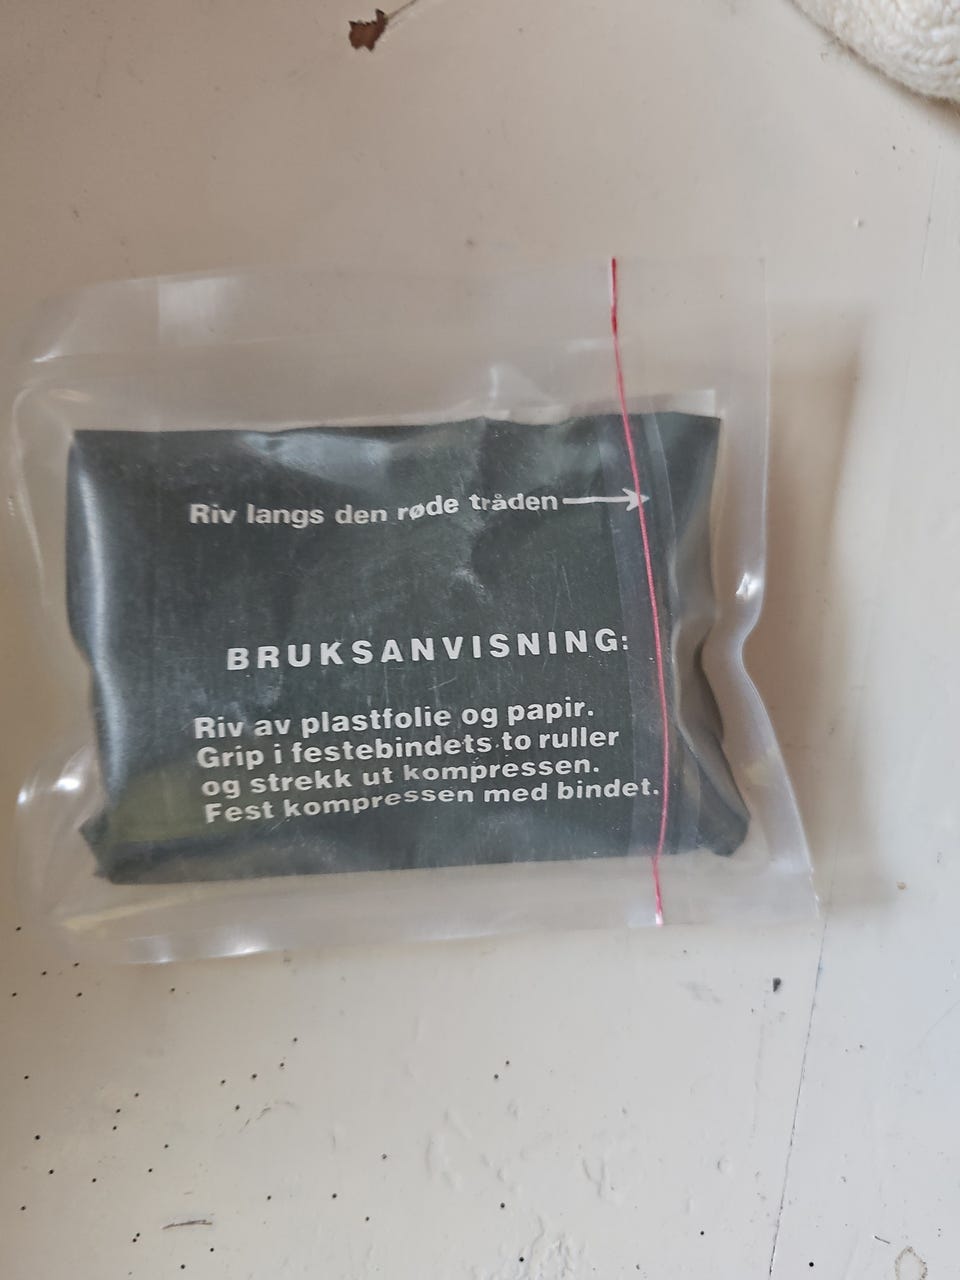 Riv langs den røde tråden
BRUKSANVISNING:
Riv av plastfolie og papir.
Grip i festebindets to ruller
og strekk ut kompressen.
Fest kompressen med bindet.